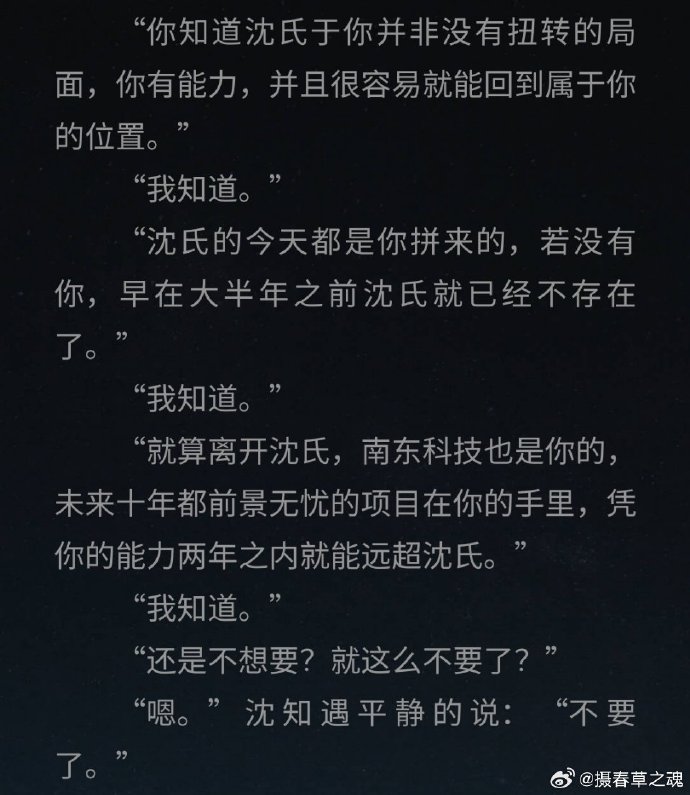 “你知道沈氏于你并非没有扭转的局
面，你有能力，并且很容易就能回到属于你
的位置。”
“我知道。”
“沈氏的今天都是你拼来的，若没有
你，早在大半年之前沈氏就已经不存在
了。”
“我知道。”
“就算离开沈氏，南东科技也是你的，
未来十年都前景无忧的项目在你的手里，凭
你的能力两年之内就能远超沈氏。”
“我知道。”
“还是不想要？就这么不要了？”
“嗯。”沈知遇平静的说：“不要
了。”
@摄春草之魂